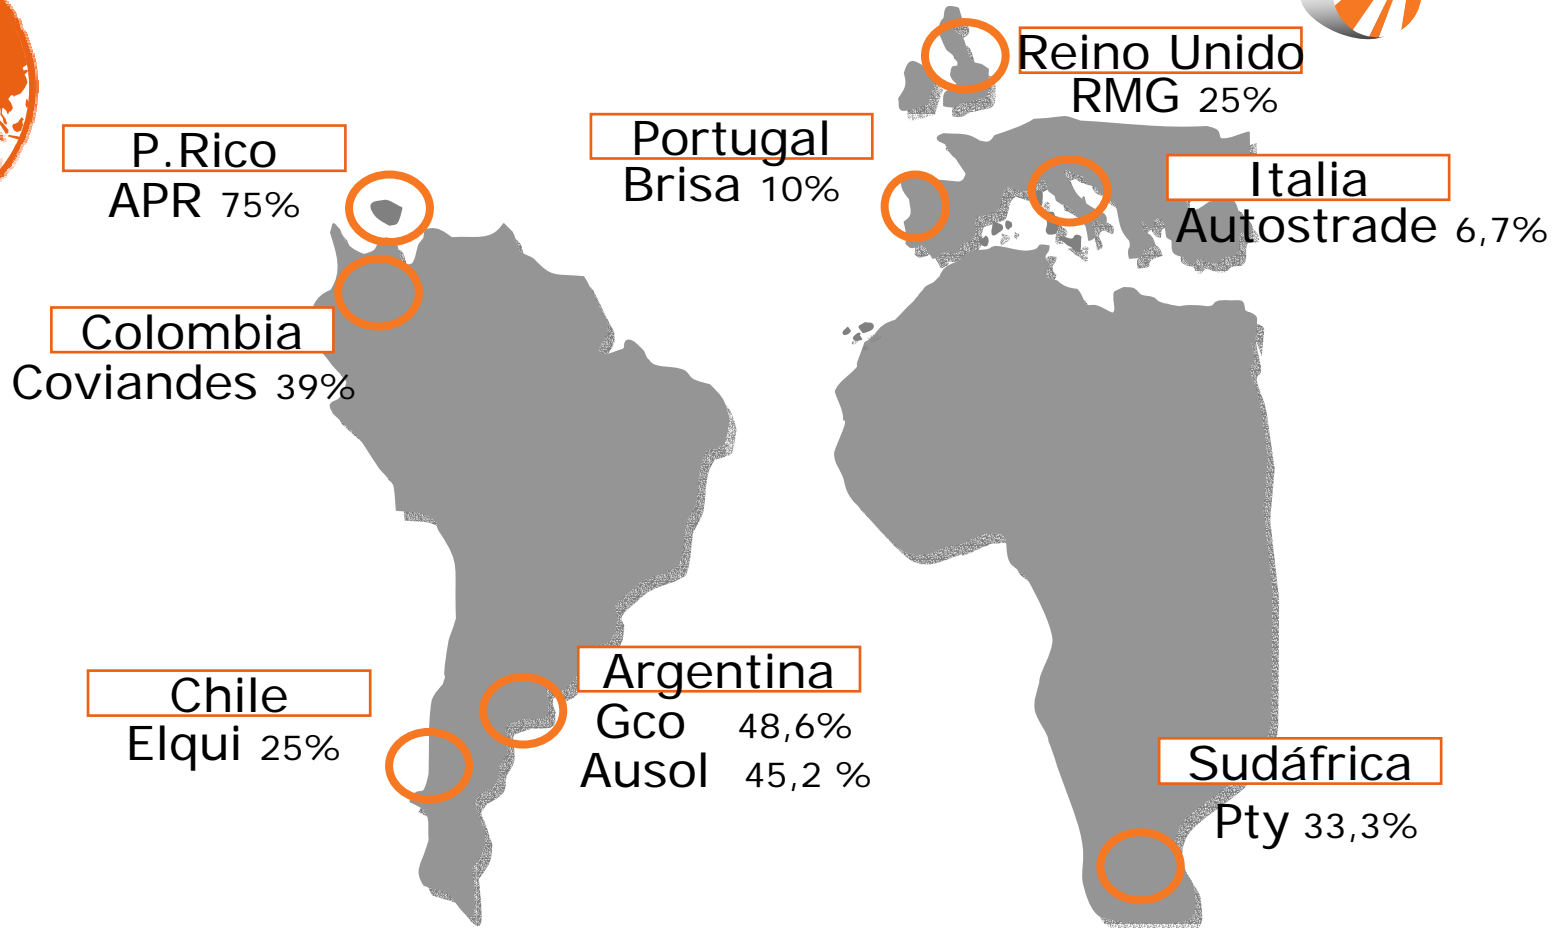 Reino Unido
RMG 25%
Portugal
Brisa 10%
Italia
Autostrade 6,7%
P.Rico
APR 75%
Colombia
Coviandes 39%
Chile
Elqui 25%
Argentina
Gco 48,6%
Ausol 45,2 %
Sudáfrica
Pty 33,3%